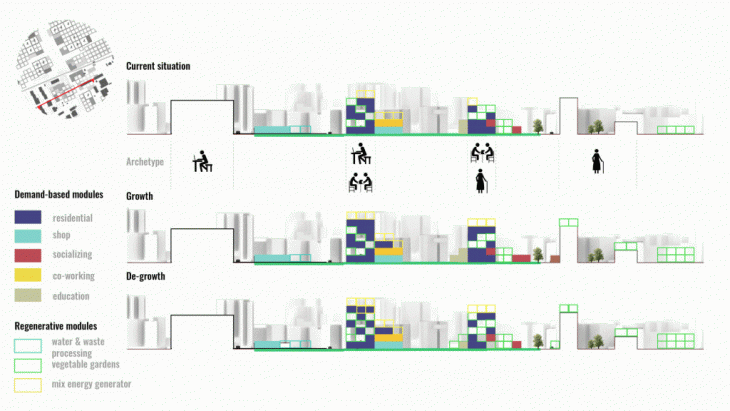 Current situation
Archetype
Demand-based modules
residential
shop
socializing
co-working
education
Growth
De-growth
Regenerative modules
water & waste
processing
vegetable gardens
mix energy generator